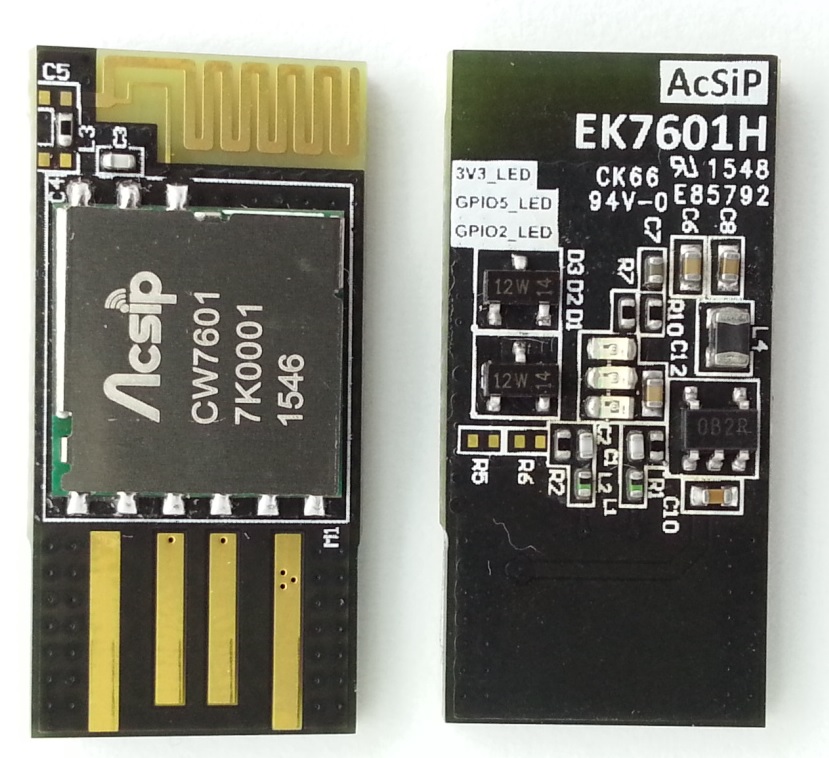 C5
L3
C3
C4
Acsip
CW7601
7K0001
1546
M1
AcSiP
EK7601H
3V3_LED
GPIO5_LED
GPIO2_LED
CK66
94V-0
1548
E85792
C7
C6
C8
D3
D2
D1
R7
R10
C12
L4
12W
14
12W
14
0B2R
R5
R6
R2
C2
C1
L2
L1
R1
C10